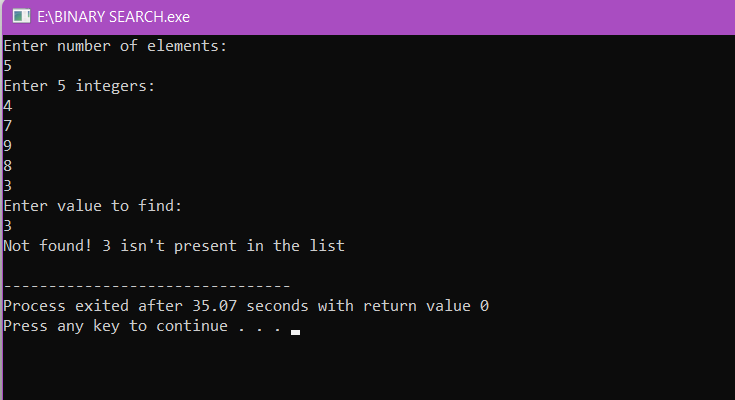 E:\BINARY SEARCH.exe
Enter number of elements:
5
Enter 5 integers:
4
7
9
8
3
Enter value to find:
3
Not found! 3 isn't present in the list
--------------------------------
Process exited after 35.07 seconds with return value 0
Press any key to continue . . .